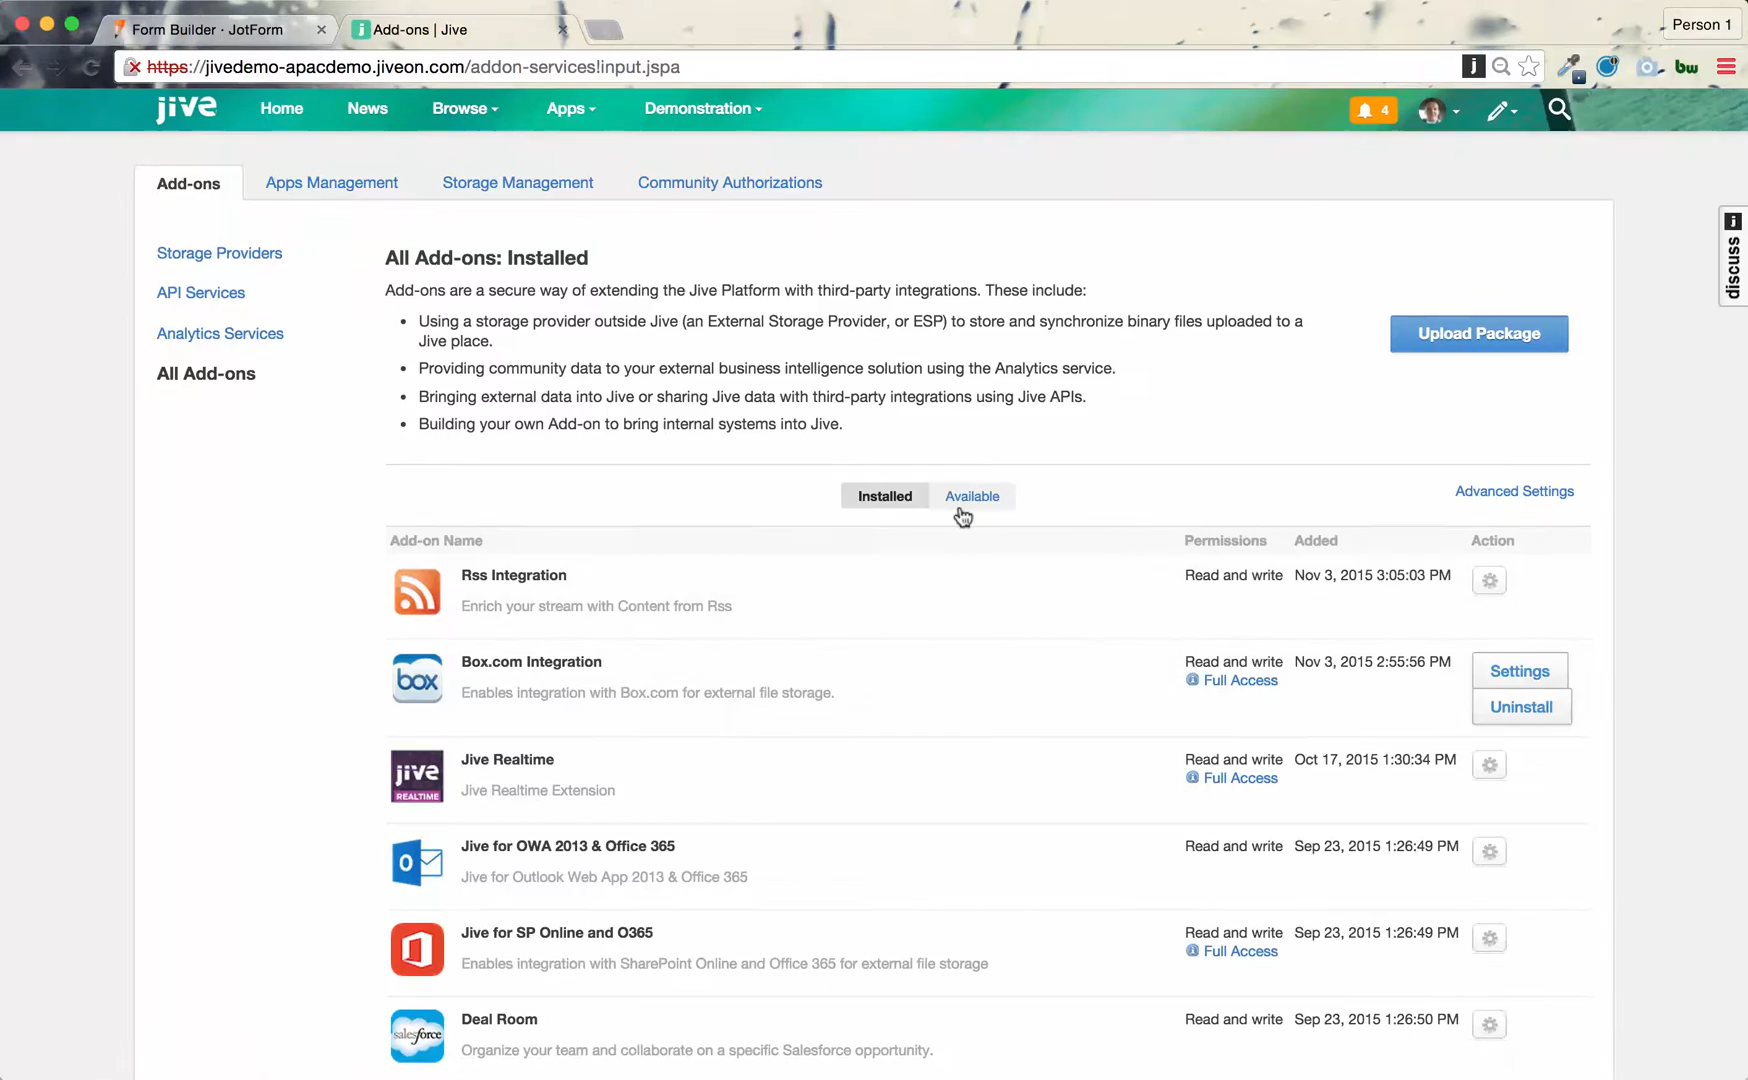 Form Builder · JotForm
Add-ons | Jive
Person 1
https://jivedemo-apacdemo.jiveon.com/addon-services!input.jspa
j
bw
jive
Home
News
Browse
Apps
Demonstration
4
Add-ons
Apps Management
Storage Management
Community Authorizations
j discuss
Storage Providers
API Services
Analytics Services
All Add-ons
All Add-ons: Installed
Add-ons are a secure way of extending the Jive Platform with third-party integrations. These include:
• Using a storage provider outside Jive (an External Storage Provider, or ESP) to store and synchronize binary files uploaded to a
Jive place.
• Providing community data to your external business intelligence solution using the Analytics service.
• Bringing external data into Jive or sharing Jive data with third-party integrations using Jive APIs.
• Building your own Add-on to bring internal systems into Jive.
Upload Package
Installed
Available
Advanced Settings
Add-on Name
Permissions
Added
Action
Rss Integration
Read and write
Nov 3, 2015 3:05:03 PM
Enrich your stream with Content from Rss
box
Box.com Integration
Read and write
Nov 3, 2015 2:55:56 PM
Settings
Full Access
Enables integration with Box.com for external file storage.
Uninstall
jive
REALTIME
Jive Realtime
Read and write
Oct 17, 2015 1:30:34 PM
Full Access
Jive Realtime Extension
O
Jive for OWA 2013 & Office 365
Read and write
Sep 23, 2015 1:26:49 PM
Jive for Outlook Web App 2013 & Office 365
Jive for SP Online and O365
Read and write
Sep 23, 2015 1:26:49 PM
Full Access
Enables integration with SharePoint Online and Office 365 for external file storage
salesforce
Deal Room
Read and write
Sep 23, 2015 1:26:50 PM
Organize your team and collaborate on a specific Salesforce opportunity.